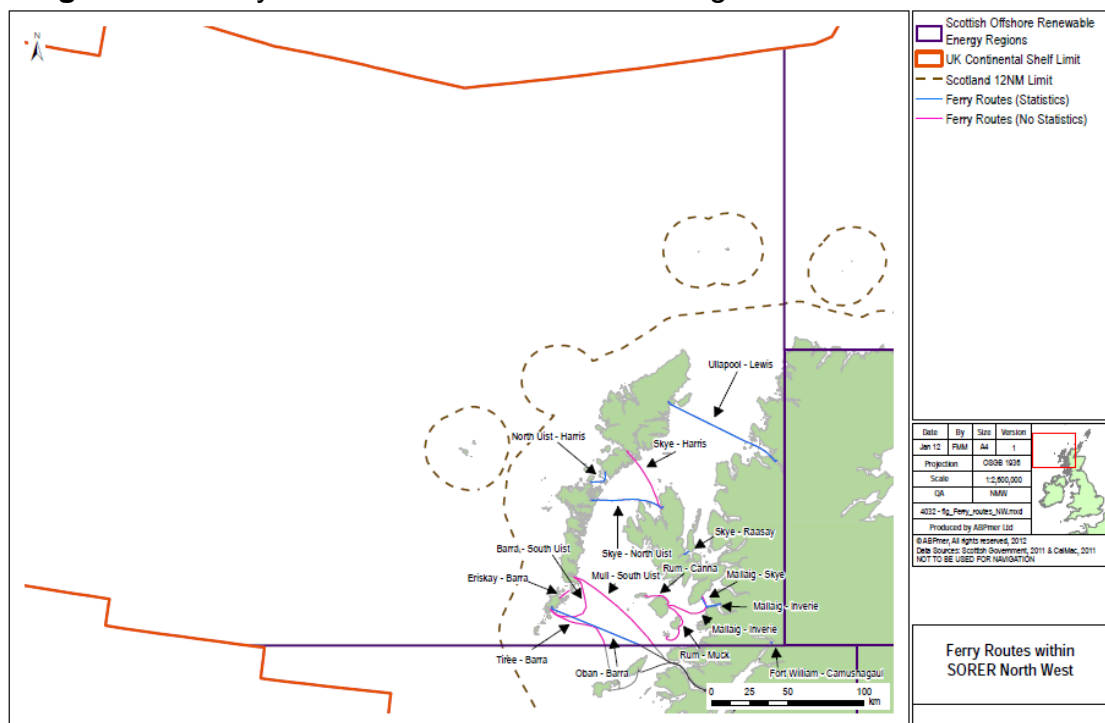 N
Scottish Offshore Renewable
Energy Regions
UK Continental Shelf Limit
Scotland 12NM Limit
Ferry Routes (Statistics)
Ferry Routes (No Statistics)
Ullapool - Lewis
North Uist - Harris
Skye - Harris
Skye - Raasay
Skye - North Uist
Barra - South Uist
Rum - Canna
Mull - South Uist
Mallaig - Skye
Eriskay - Barra
Mallaig - Inverie
Mallaig - Inverie
Rum - Muck
Tiree - Barra
Oban - Barra
Fort William - Camusnagaul
0 25 50 100
km
Date By Size Version
Jan 12 FMM A4 1
Projection OSGB 1936
Scale 1:2,600,000
QA NMW
4032 - fig_Ferry_routes_NW.mxd
Produced by ABPmer Ltd
©ABPmer, All rights reserved, 2012
Data Sources: Scottish Government, 2011 & CalMac, 2011
NOT TO BE USED FOR NAVIGATION
Ferry Routes within
SORER North West